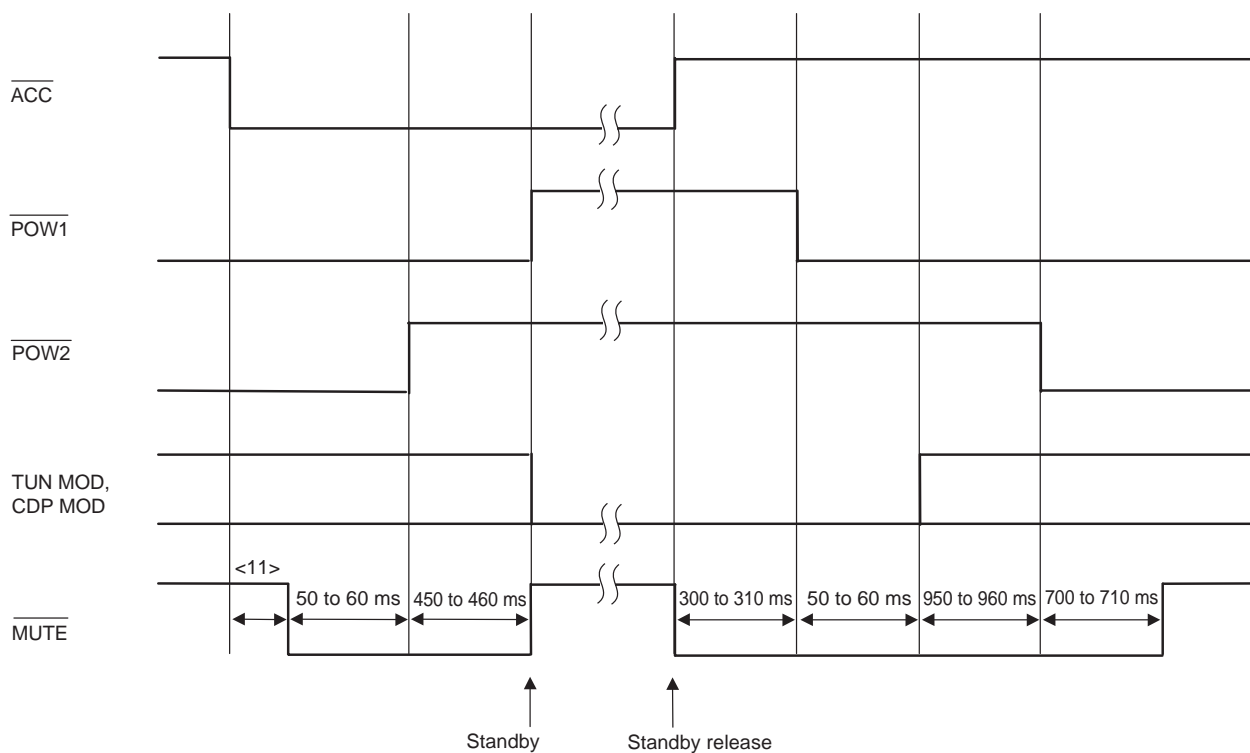 ACC
POW1
POW2
TUN MOD,
CDP MOD
<11>
50 to 60 ms
450 to 460 ms
300 to 310 ms
50 to 60 ms
950 to 960 ms
700 to 710 ms
MUTE
Standby
Standby release